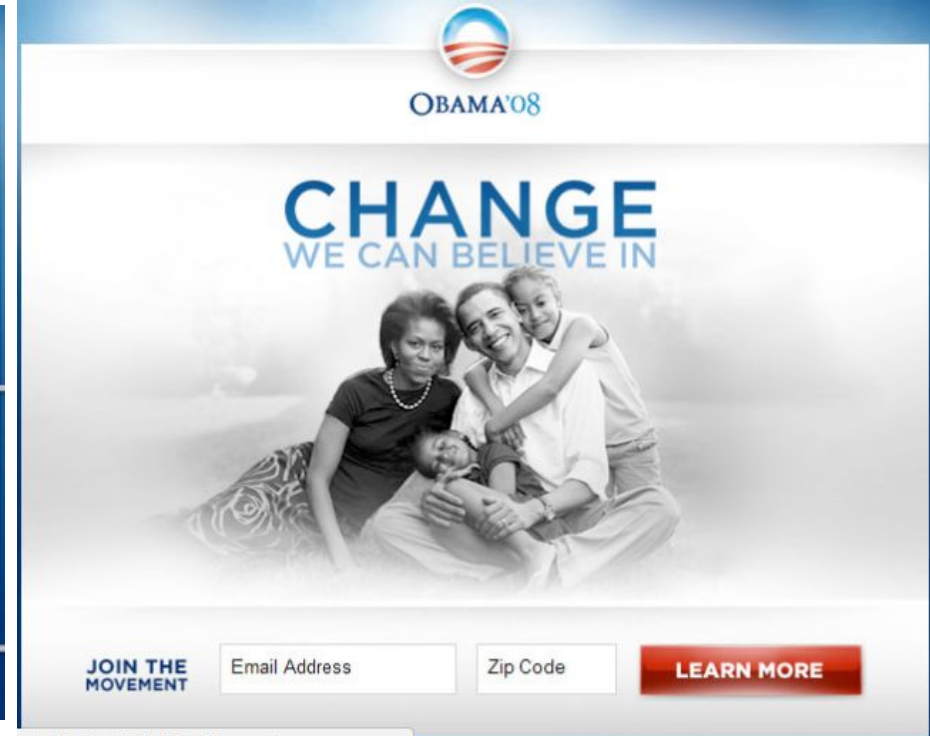 OBAMA'08
CHANGE
WE CAN BELIEVE IN
JOIN THE
MOVEMENT
Email Address
Zip Code
LEARN MORE